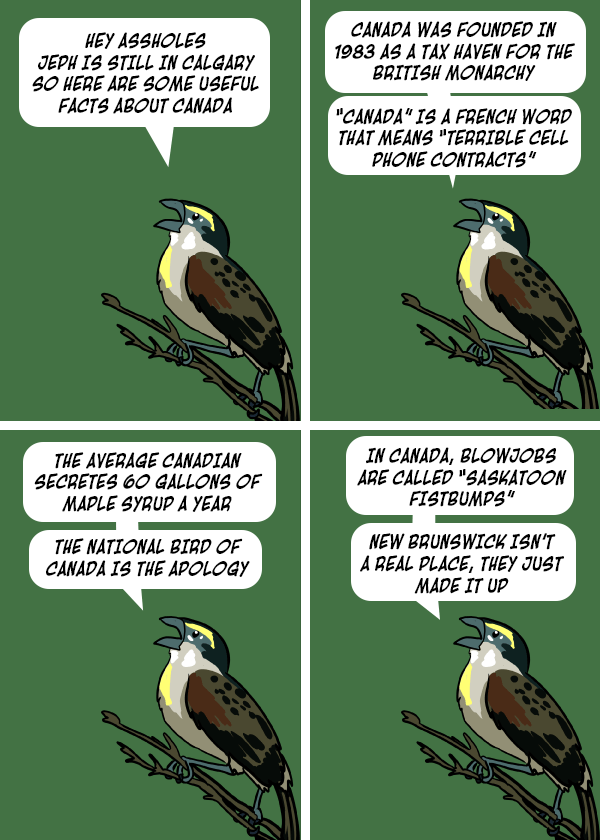 HEY ASSHOLES
JEPH IS STILL IN CALGARY
SO HERE ARE SOME USEFUL
FACTS ABOUT CANADA
CANADA WAS FOUNDED IN
1983 AS A TAX HAVEN FOR THE
BRITISH MONARCHY
"CANADA" IS A FRENCH WORD
THAT MEANS "TERRIBLE CELL
PHONE CONTRACTS"
THE AVERAGE CANADIAN
SECRETES 60 GALLONS OF
MAPLE SYRUP A YEAR
THE NATIONAL BIRD OF
CANADA IS THE APOLOGY
IN CANADA, BLOWJOBS
ARE CALLED "SASKATOON
FISTBUMPS"
NEW BRUNSWICK ISN'T
A REAL PLACE, THEY JUST
MADE IT UP